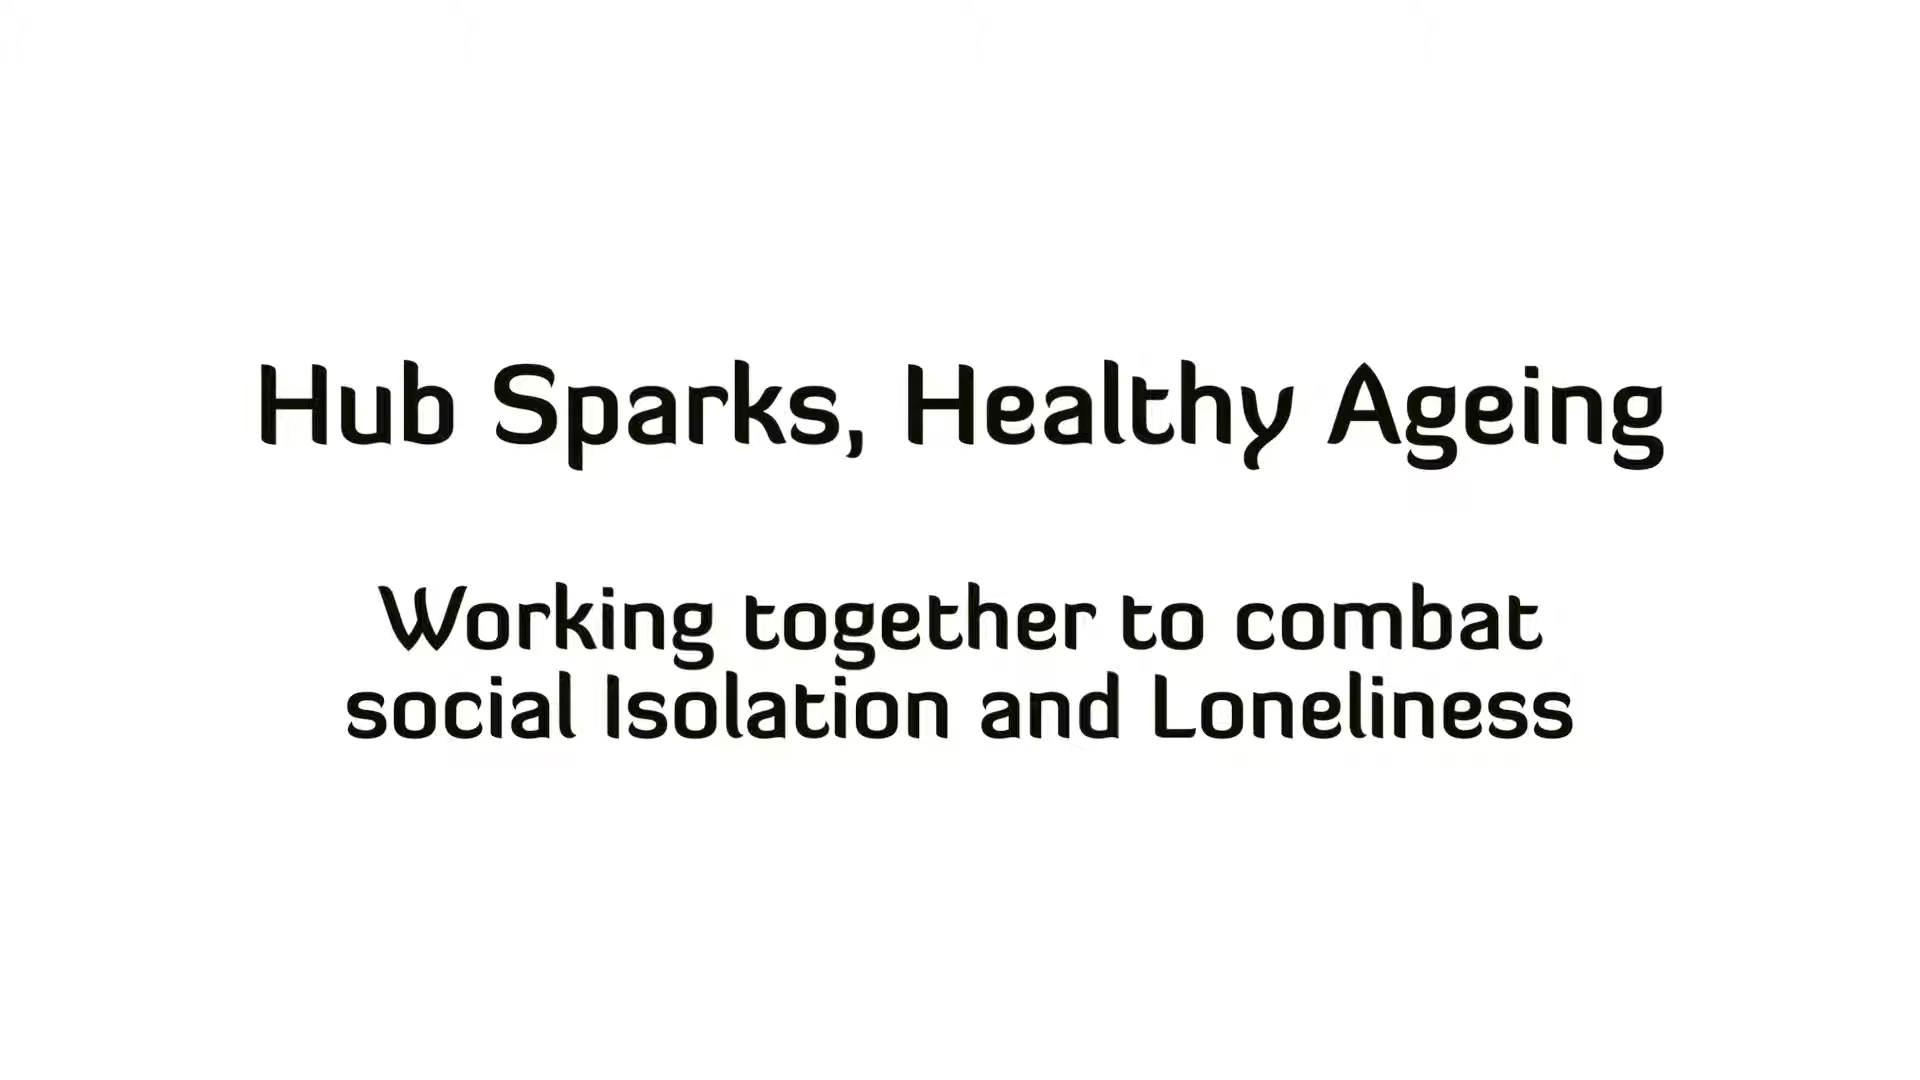 Hub Sparks, Healthy Ageing
Working together to combat
social Isolation and Loneliness